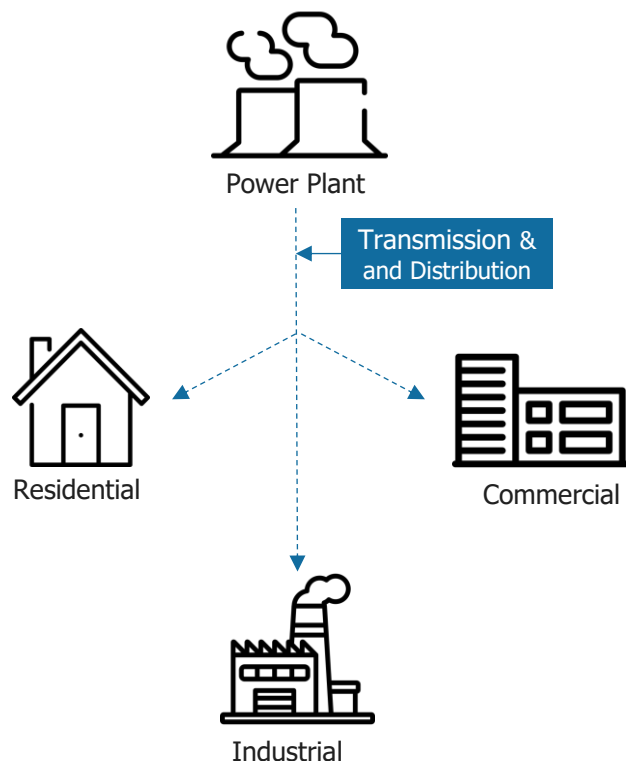 Power Plant
Transmission &
and Distribution
Residential
Commercial
Industrial